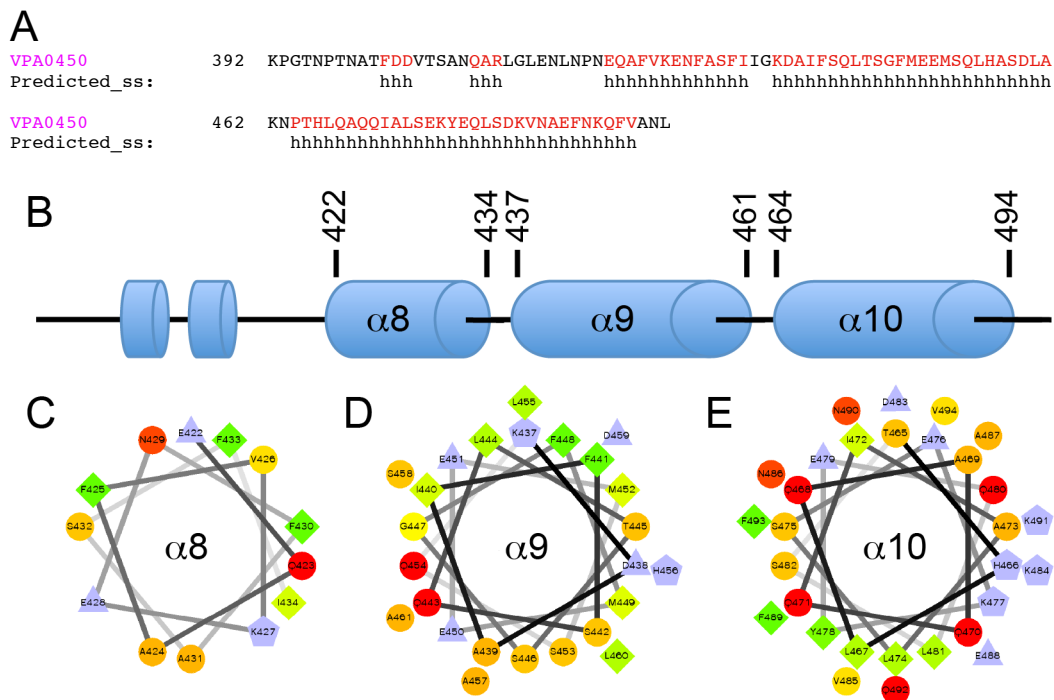 A
VPA0450 392 KPGTNPTNATFDDVTSANQARLGLENLNPNEQAFVKENFASFIIGKDAIFSQLTSGFMEEMSQLHASDLA
Predicted_ss: hhh hhh hhhhhhhhhhhhh hhhhhhhhhhhhhhhhhhhhhhhhh
VPA0450 462 KNPTHLQAQQIALSEKYEQLSDKVNAEFNKQFVANL
Predicted_ss: hhhhhhhhhhhhhhhhhhhhhhhhhhhhhhh
B
422 434 437 461 464 494
α8 α9 α10
C
E422 F433
N429 V426
F425
S432 F430
α8
Q423
E428 I434
K427
A424 A431
D
L455
K437 D459
L444 F448
E451 F441
S458
I440 M452
G447 T445
α9
Q454 D438 H456
Q443 M449
A461 E450 S442
A439 S446 S453 L460
A457
E
N490 D483 V494
T465
I472 E476 A487
E479 A469
N486 Q468 Q480
F493 S475 A473 K491
α10
S482 H466 K484
Q471 K477
F489 Y478 Q470
L467 L474 L481 E488
V485 Q492